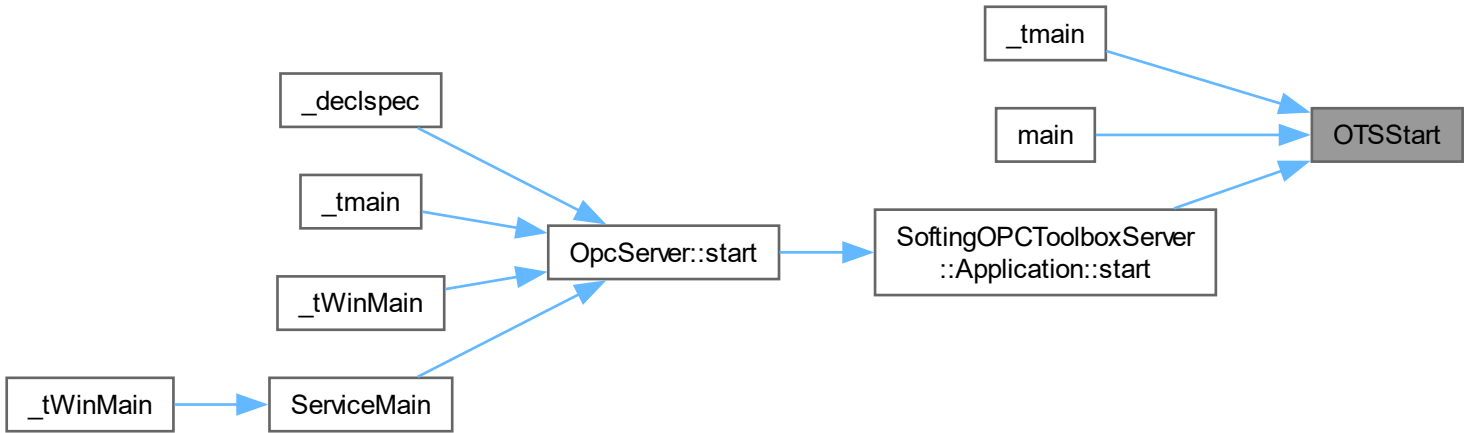 _tmain
_declspec
main
OTSStart
_tmain
SoftingOPCToolboxServer
::Application::start
OpcServer::start
_tWinMain
_tWinMain
ServiceMain